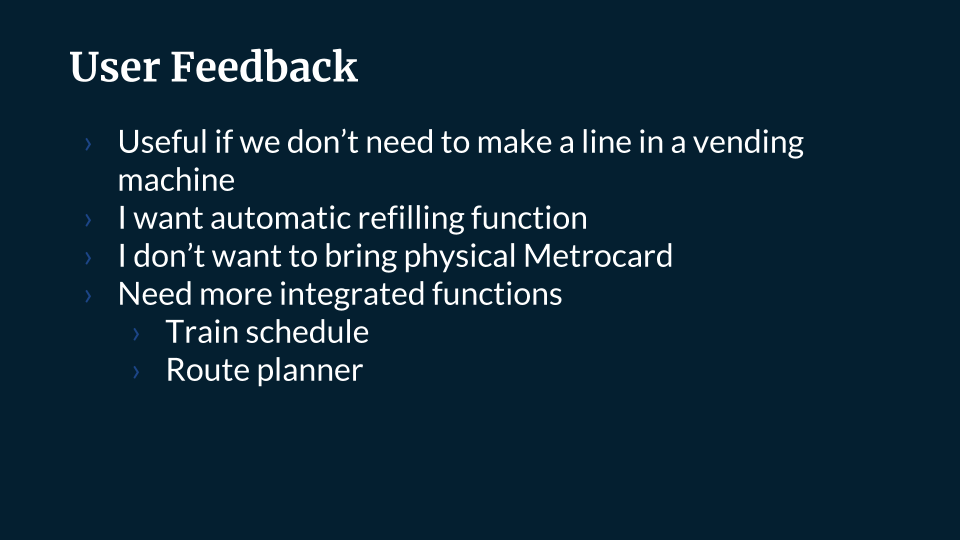 User Feedback
› Useful if we don’t need to make a line in a vending
machine
› I want automatic refilling function
› I don’t want to bring physical Metrocard
› Need more integrated functions
› Train schedule
› Route planner